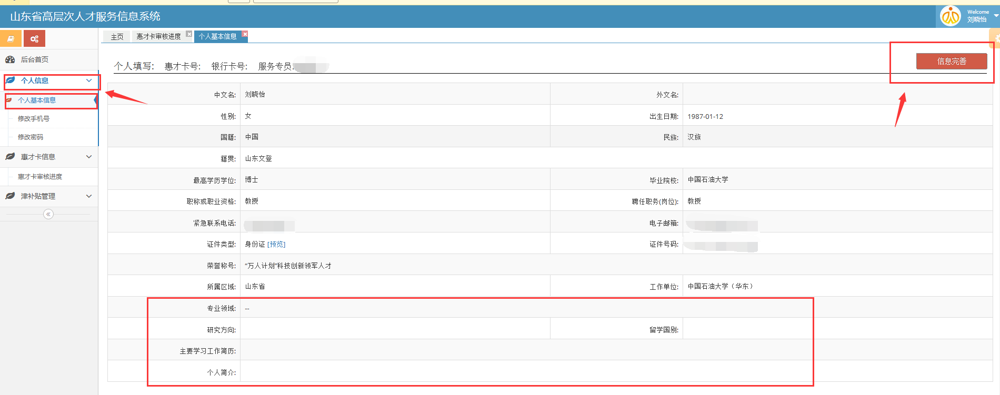 山东省高层次人才服务信息系统
Welcome
刘晓怡
主页 惠才卡审核进度 个人基本信息
后台首页
个人信息
个人基本信息
修改手机号
修改密码
惠才卡信息
惠才卡审核进度
津补贴管理
个人填写: 惠才卡号: 银行卡号: 服务专员:
信息完善
中文名: 刘晓怡 外文名:
性别: 女 出生日期: 1987-01-12
国籍: 中国 民族: 汉族
籍贯: 山东文登
最高学历学位: 博士 毕业院校: 中国石油大学
职称或职业资格: 教授 聘任职务(岗位): 教授
紧急联系电话: 电子邮箱:
证件类型: 身份证 [预览] 证件号码:
荣誉称号: “万人计划”科技创新领军人才
所属区域: 山东省 工作单位: 中国石油大学（华东）
专业领域: --
研究方向: 留学国别:
主要学习工作简历:
个人简介: